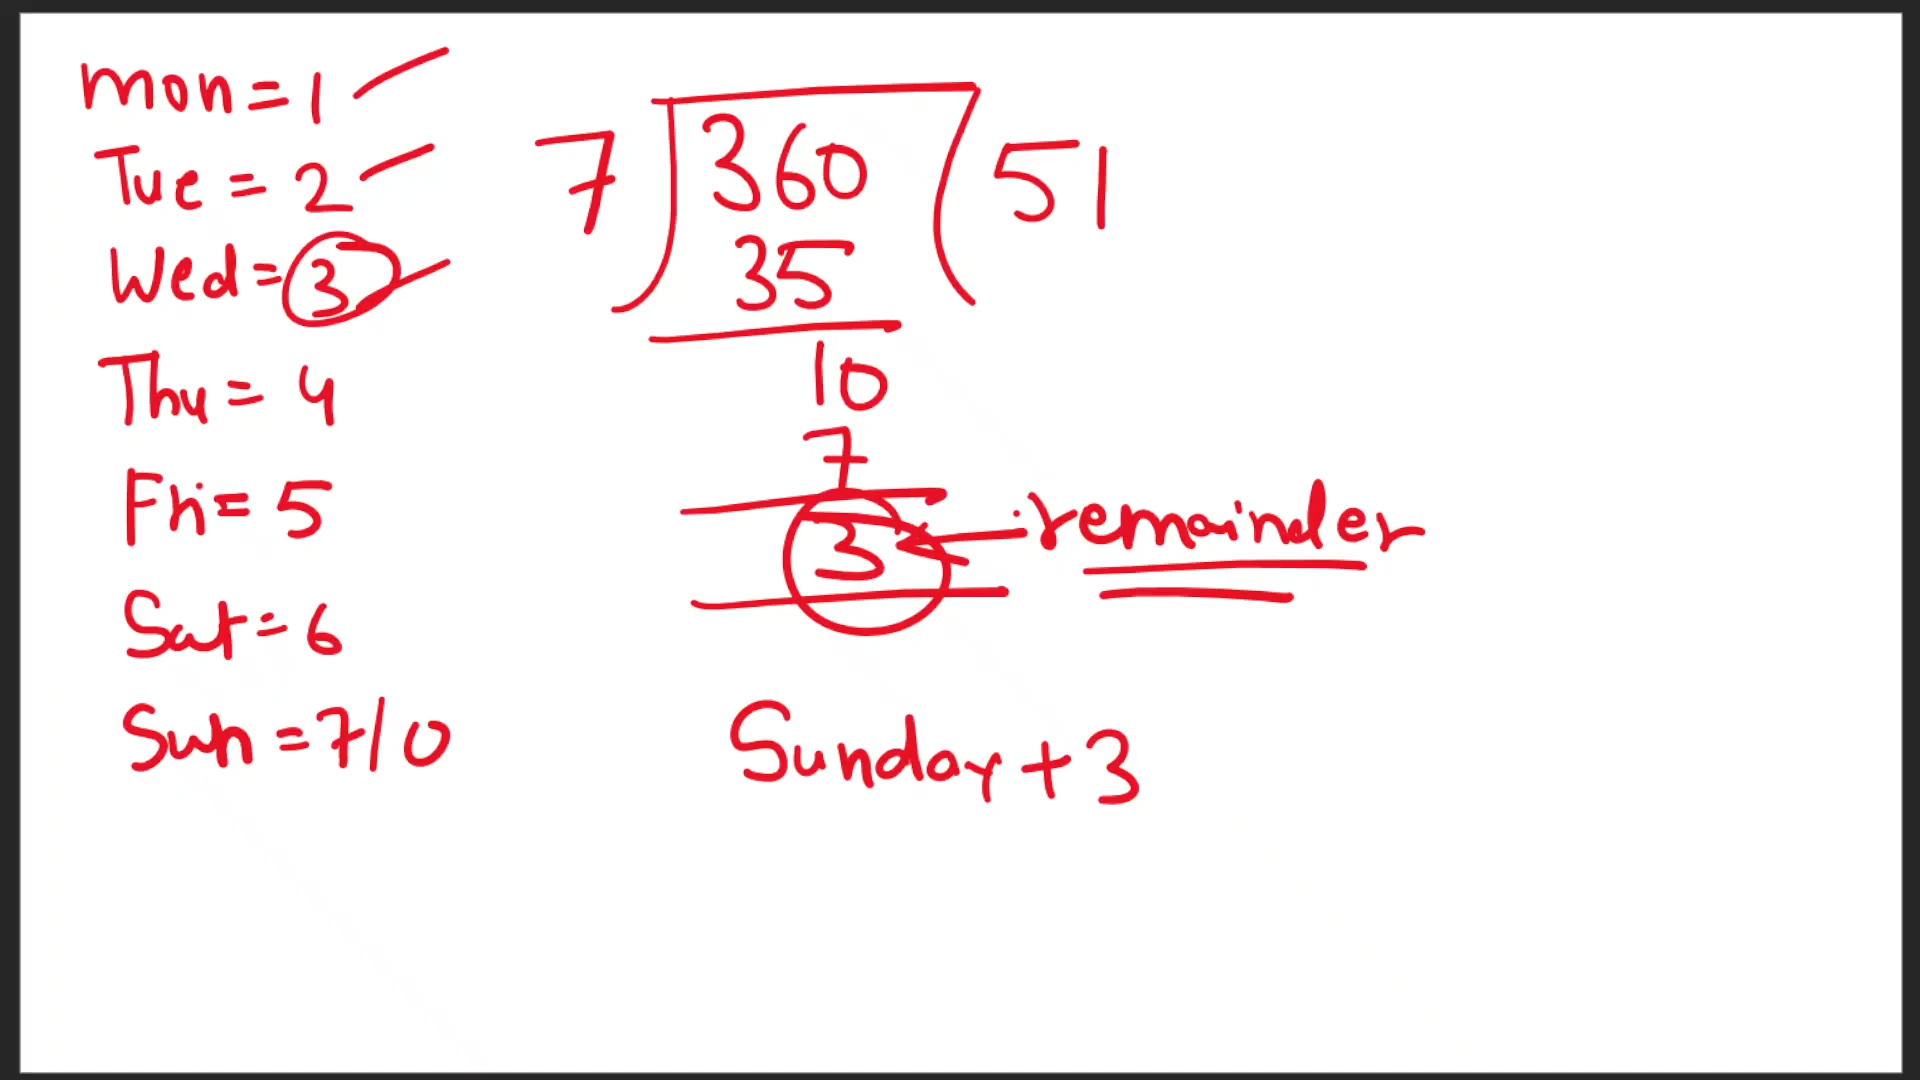 mon = 1
Tue = 2
Wed = 3
Thu = 4
Fri = 5
Sat = 6
Sun = 7/0
7) 360 (51
35
10
7
3 remainder
Sunday + 3